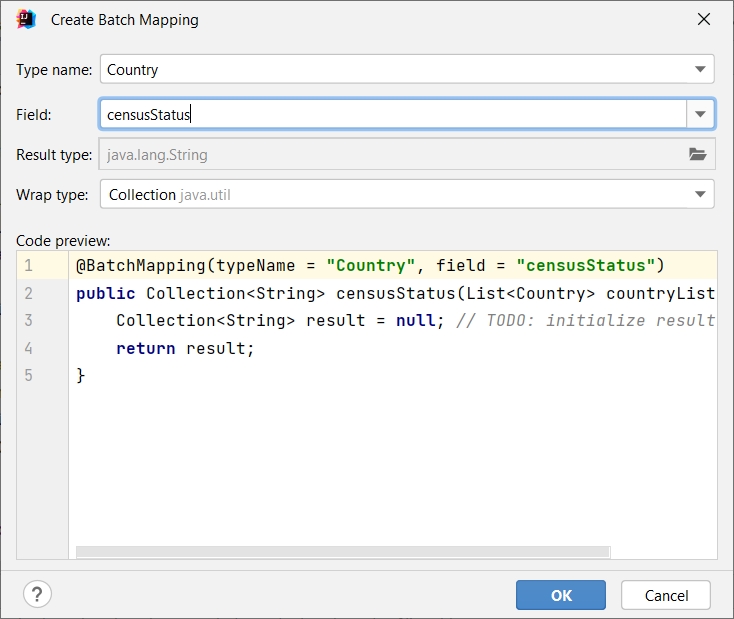 Create Batch Mapping
Type name: Country
Field: censusStatus
Result type: java.lang.String
Wrap type: Collection java.util
Code preview:
1 @BatchMapping(typeName = "Country", field = "censusStatus")
2 public Collection<String> censusStatus(List<Country> countryList
3 Collection<String> result = null; // TODO: initialize result
4 return result;
5 }
? OK Cancel